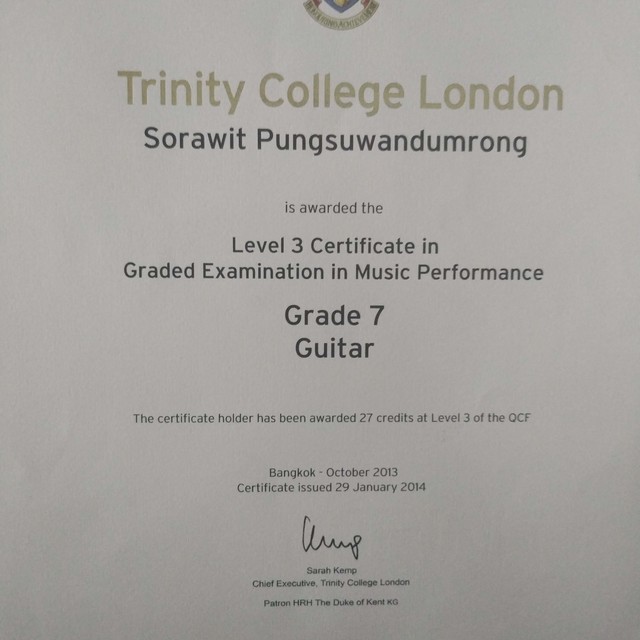 Trinity College London
Sorawit Pungsuwandumrong
is awarded the
Level 3 Certificate in
Graded Examination in Music Performance
Grade 7
Guitar
The certificate holder has been awarded 27 credits at Level 3 of the QCF
Bangkok - October 2013
Certificate issued 29 January 2014
Sarah Kemp
Chief Executive, Trinity College London
Patron HRH The Duke of Kent KG